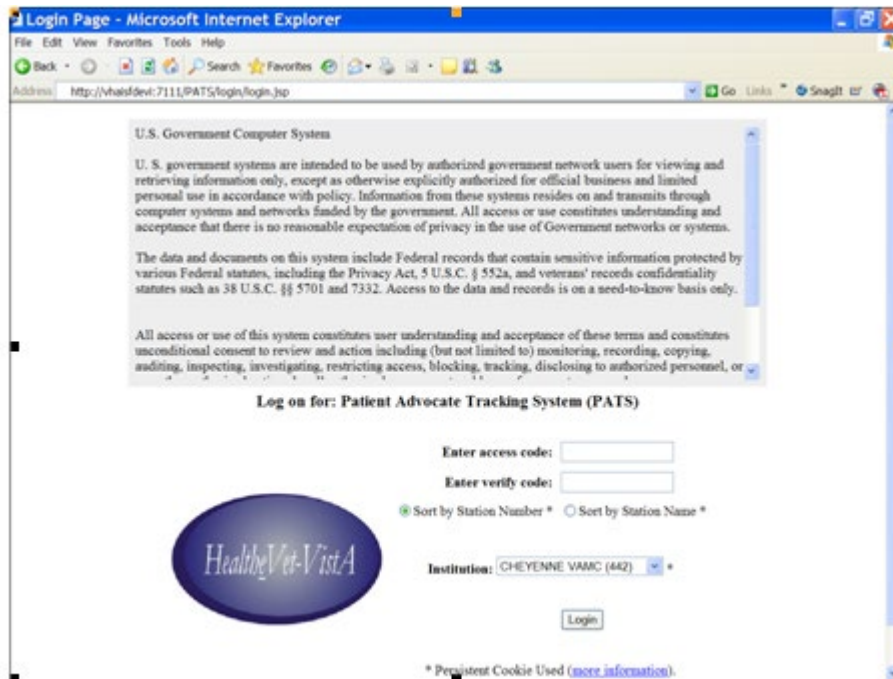 Login Page - Microsoft Internet Explorer
File Edit View Favorites Tools Help
Back Search Favorites
Address http://vhaisfdevl:7111/PATS/login/login.jsp Go Links » SnagIt
U.S. Government Computer System
U. S. government systems are intended to be used by authorized government network users for viewing and
retrieving information only, except as otherwise explicitly authorized for official business and limited
personal use in accordance with policy. Information from these systems resides on and transmits through
computer systems and networks funded by the government. All access or use constitutes understanding and
acceptance that there is no reasonable expectation of privacy in the use of Government networks or systems.
The data and documents on this system include Federal records that contain sensitive information protected by
various Federal statutes, including the Privacy Act, 5 U.S.C. § 552a, and veterans' records confidentiality
statutes such as 38 U.S.C. §§ 5701 and 7332. Access to the data and records is on a need-to-know basis only.
All access or use of this system constitutes user understanding and acceptance of these terms and constitutes
unconditional consent to review and action including (but not limited to) monitoring, recording, copying,
auditing, inspecting, investigating, restricting access, blocking, tracking, disclosing to authorized personnel, or
Log on for: Patient Advocate Tracking System (PATS)
Enter access code:
Enter verify code:
Sort by Station Number * Sort by Station Name *
HealtheVet-VistA
Institution: CHEYENNE VAMC (442) *
Login
* Persistent Cookie Used (more information).